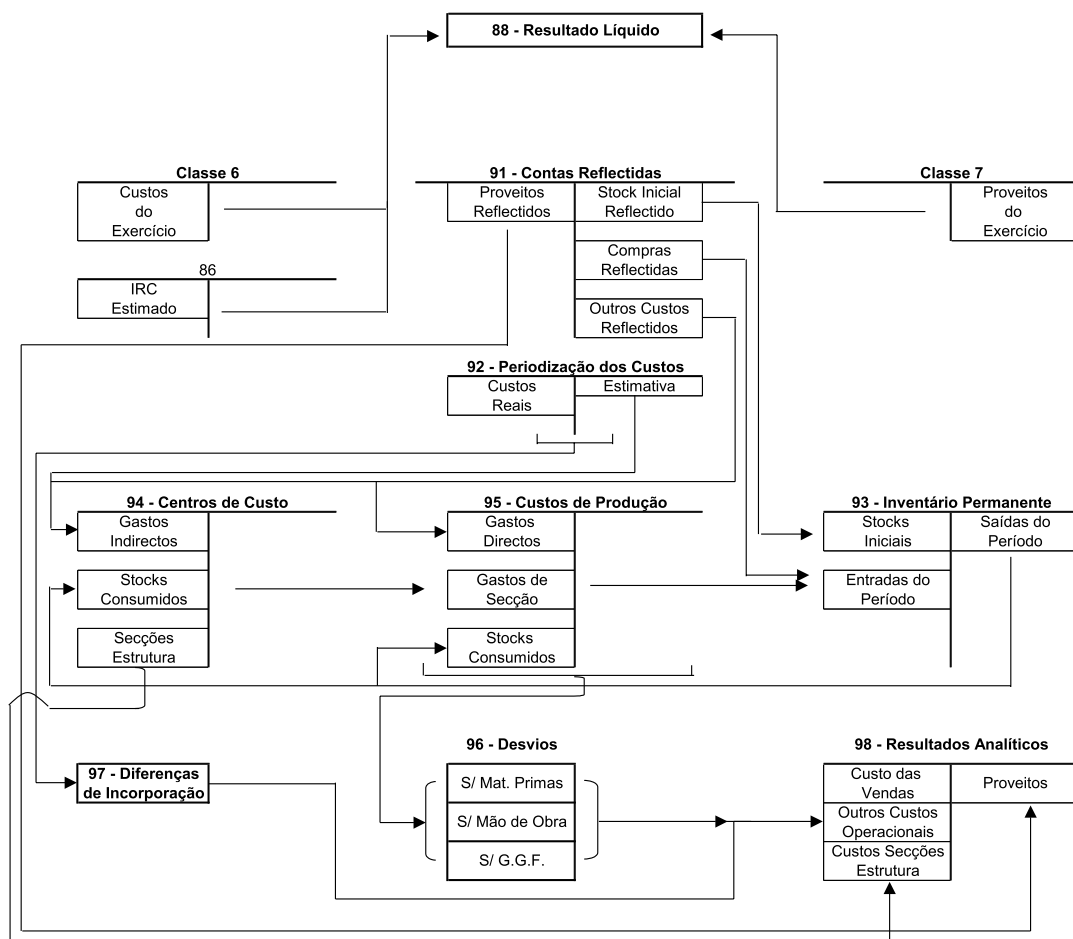 88 - Resultado Líquido
Classe 6
Custos
do
Exercício
86
IRC
Estimado
91 - Contas Reflectidas
Proveitos
Reflectidos
Stock Inicial
Reflectido
Compras
Reflectidas
Outros Custos
Reflectidos
Classe 7
Proveitos
do
Exercício
92 - Periodização dos Custos
Custos
Reais
Estimativa
94 - Centros de Custo
Gastos
Indirectos
Stocks
Consumidos
Secções
Estrutura
95 - Custos de Produção
Gastos
Directos
Gastos de
Secção
Stocks
Consumidos
93 - Inventário Permanente
Stocks
Iniciais
Saídas do
Período
Entradas do
Período
97 - Diferenças
de Incorporação
96 - Desvios
S/ Mat. Primas
S/ Mão de Obra
S/ G.G.F.
98 - Resultados Analíticos
Custo das
Vendas
Proveitos
Outros Custos
Operacionais
Custos Secções
Estrutura